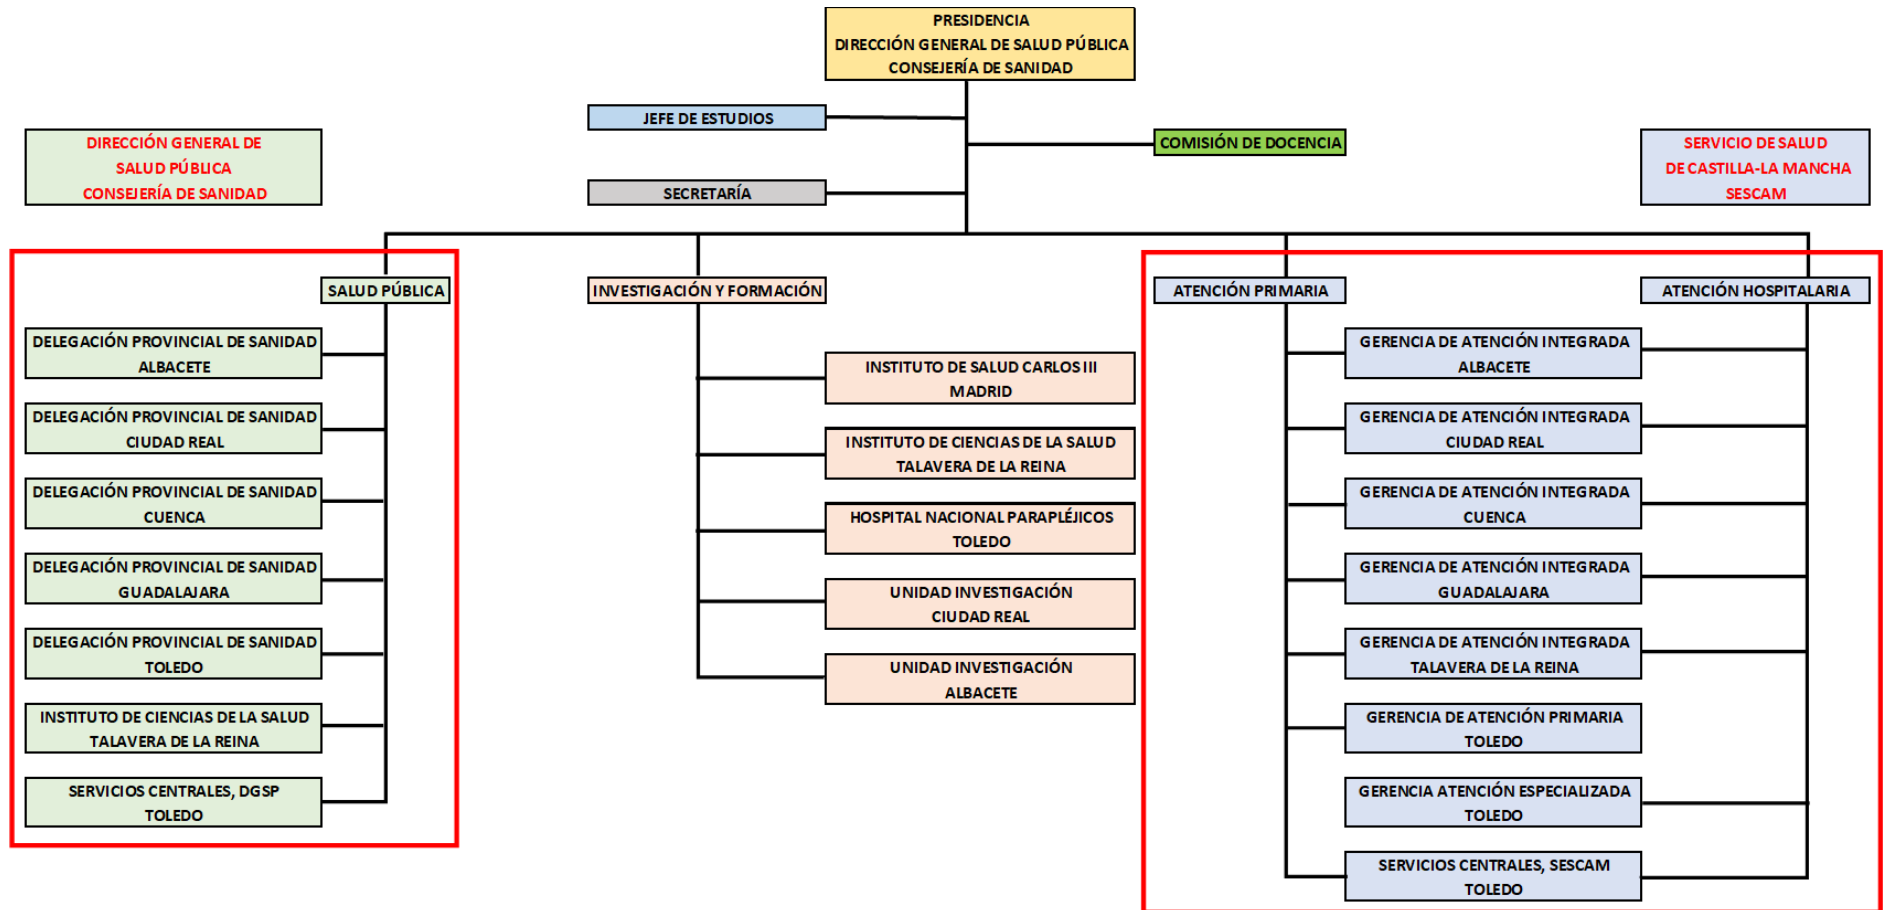 PRESIDENCIA
DIRECCIÓN GENERAL DE SALUD PÚBLICA
CONSEJERÍA DE SANIDAD
JEFE DE ESTUDIOS
COMISIÓN DE DOCENCIA
SECRETARÍA
DIRECCIÓN GENERAL DE
SALUD PÚBLICA
CONSEJERÍA DE SANIDAD
SERVICIO DE SALUD
DE CASTILLA-LA MANCHA
SESCAM
SALUD PÚBLICA
DELEGACIÓN PROVINCIAL DE SANIDAD
ALBACETE
DELEGACIÓN PROVINCIAL DE SANIDAD
CIUDAD REAL
DELEGACIÓN PROVINCIAL DE SANIDAD
CUENCA
DELEGACIÓN PROVINCIAL DE SANIDAD
GUADALAJARA
DELEGACIÓN PROVINCIAL DE SANIDAD
TOLEDO
INSTITUTO DE CIENCIAS DE LA SALUD
TALAVERA DE LA REINA
SERVICIOS CENTRALES, DGSP
TOLEDO
INVESTIGACIÓN Y FORMACIÓN
INSTITUTO DE SALUD CARLOS III
MADRID
INSTITUTO DE CIENCIAS DE LA SALUD
TALAVERA DE LA REINA
HOSPITAL NACIONAL PARAPLÉJICOS
TOLEDO
UNIDAD INVESTIGACIÓN
CIUDAD REAL
UNIDAD INVESTIGACIÓN
ALBACETE
ATENCIÓN PRIMARIA
ATENCIÓN HOSPITALARIA
GERENCIA DE ATENCIÓN INTEGRADA
ALBACETE
GERENCIA DE ATENCIÓN INTEGRADA
CIUDAD REAL
GERENCIA DE ATENCIÓN INTEGRADA
CUENCA
GERENCIA DE ATENCIÓN INTEGRADA
GUADALAJARA
GERENCIA DE ATENCIÓN INTEGRADA
TALAVERA DE LA REINA
GERENCIA DE ATENCIÓN PRIMARIA
TOLEDO
GERENCIA ATENCIÓN ESPECIALIZADA
TOLEDO
SERVICIOS CENTRALES, SESCAM
TOLEDO